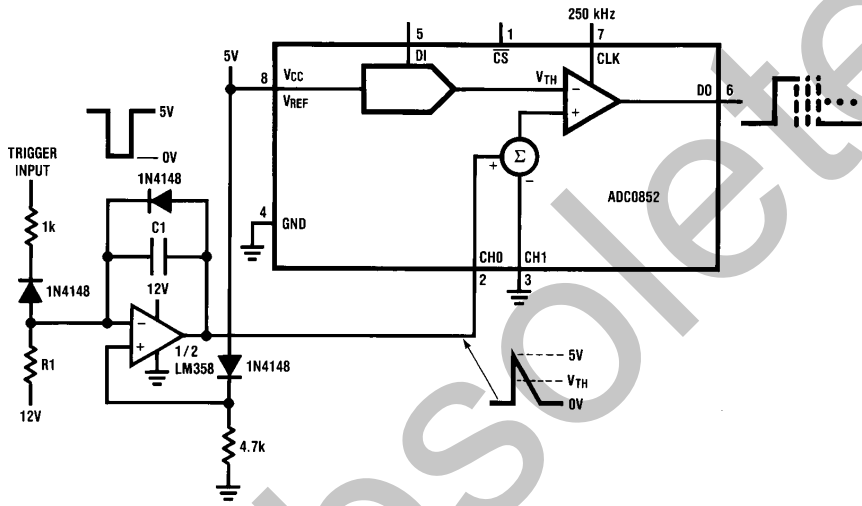 250 kHz
5
1
7
5V
DI
CS
CLK
8
VCC
VREF
VTH
DO
6
5V
0V
TRIGGER
INPUT
1N4148
Σ
ADC0852
1k
C1
4
GND
CH0
CH1
1N4148
12V
2
3
R1
1/2
LM358
1N4148
5V
VTH
0V
12V
4.7k
Obsolete